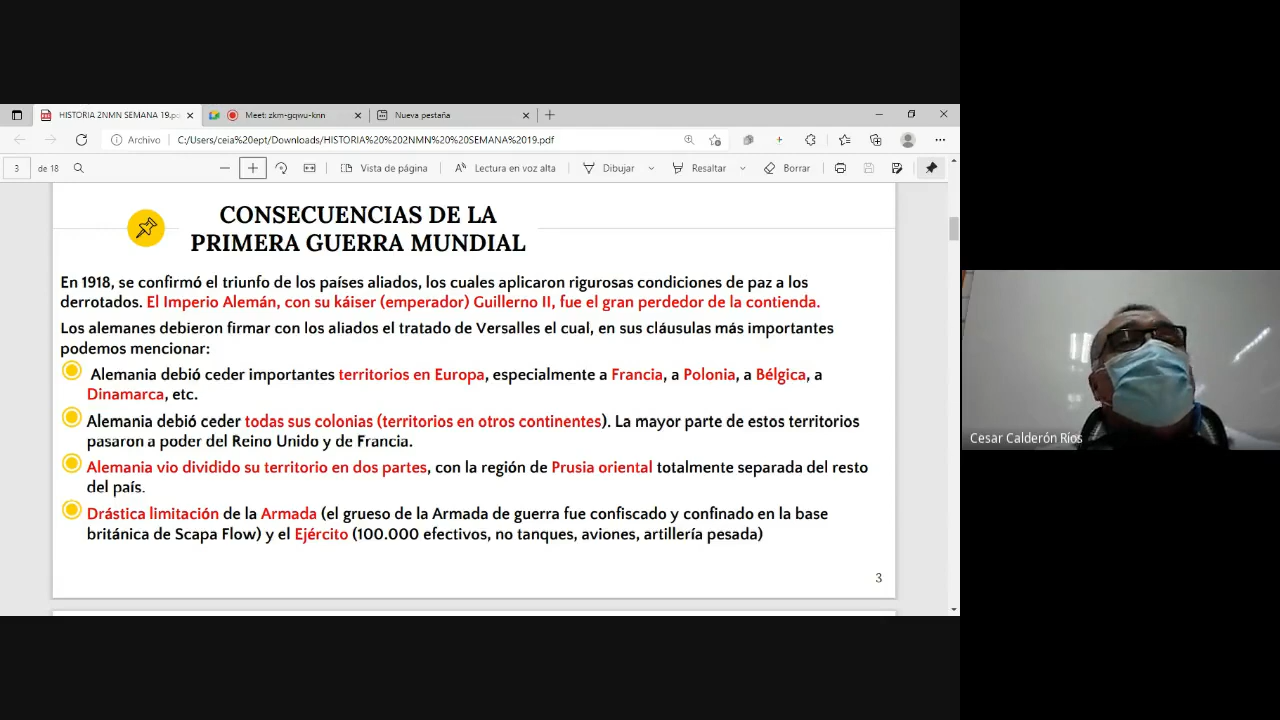 HISTORIA 2NMN SEMANA 19.po
Meet: zkm-gqwu-knn
Nueva pestaña
Archivo
C:/Users/ceia%20ept/Downloads/HISTORIA%20%202NMN%20%20SEMANA%2019.pdf
3 de 18
Vista de página
Lectura en voz alta
Dibujar
Resaltar
Borrar
CONSECUENCIAS DE LA
PRIMERA GUERRA MUNDIAL
En 1918, se confirmó el triunfo de los países aliados, los cuales aplicaron rigurosas condiciones de paz a los
derrotados. El Imperio Alemán, con su káiser (emperador) Guillerno II, fue el gran perdedor de la contienda.
Los alemanes debieron firmar con los aliados el tratado de Versalles el cual, en sus cláusulas más importantes
podemos mencionar:
Alemania debió ceder importantes territorios en Europa, especialmente a Francia, a Polonia, a Bélgica, a
Dinamarca, etc.
Alemania debió ceder todas sus colonias (territorios en otros continentes). La mayor parte de estos territorios
pasaron a poder del Reino Unido y de Francia.
Alemania vio dividido su territorio en dos partes, con la región de Prusia oriental totalmente separada del resto
del país.
Drástica limitación de la Armada (el grueso de la Armada de guerra fue confiscado y confinado en la base
británica de Scapa Flow) y el Ejército (100.000 efectivos, no tanques, aviones, artillería pesada)
3
Cesar Calderón Ríos